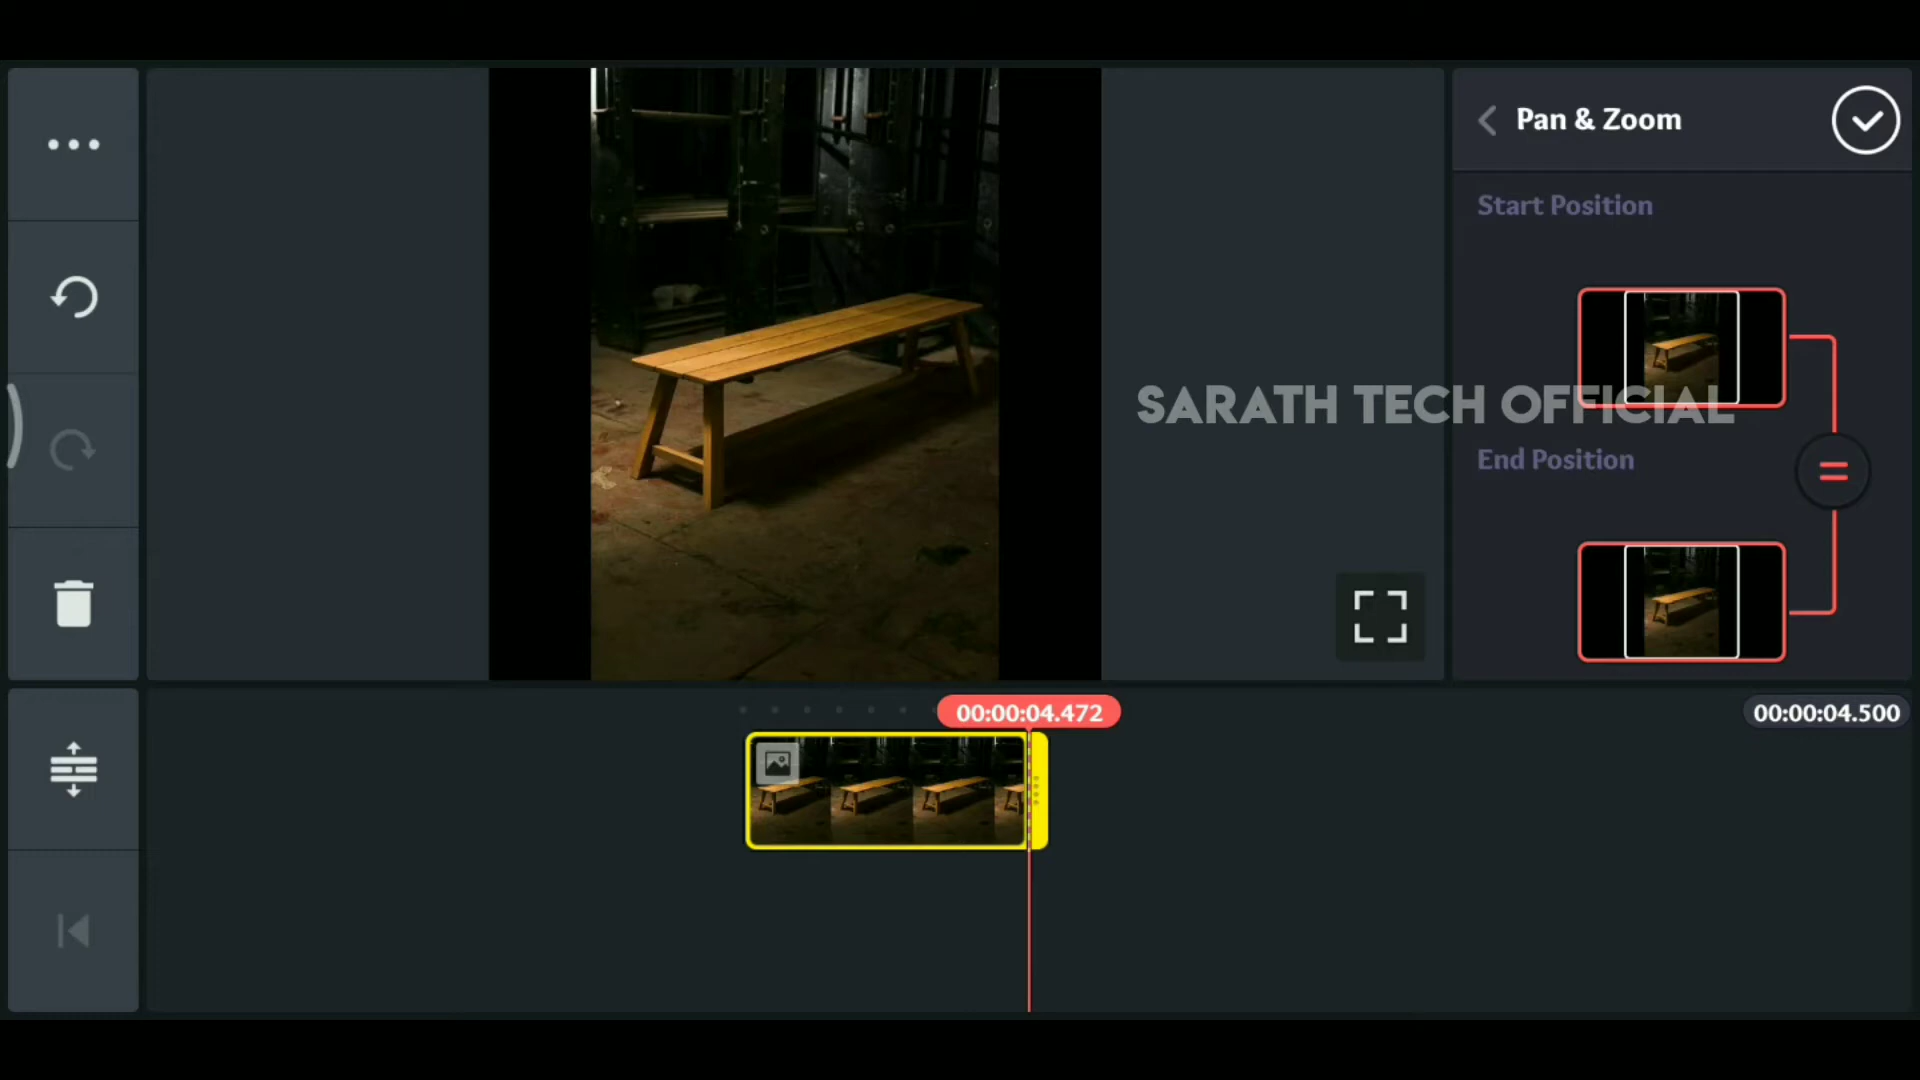 Pan & Zoom
Start Position
SARATH TECH OFFICIAL
End Position
00:00:04.472
00:00:04.500